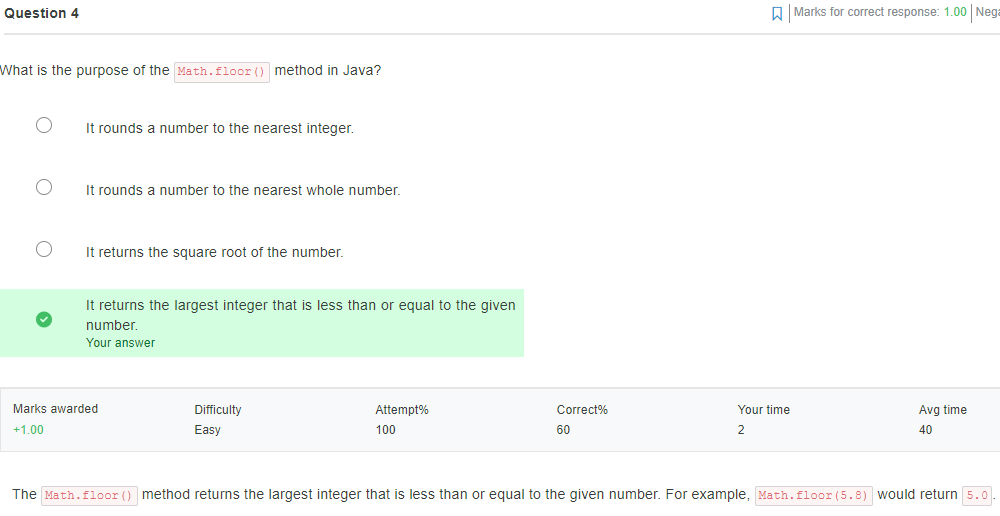 Question 4
Marks for correct response: 1.00
What is the purpose of the Math.floor() method in Java?
It rounds a number to the nearest integer.
It rounds a number to the nearest whole number.
It returns the square root of the number.
It returns the largest integer that is less than or equal to the given
number.
Your answer
Marks awarded Difficulty Attempt% Correct% Your time Avg time
+1.00 Easy 100 60 2 40
The Math.floor() method returns the largest integer that is less than or equal to the given number. For example, Math.floor(5.8) would return 5.0.